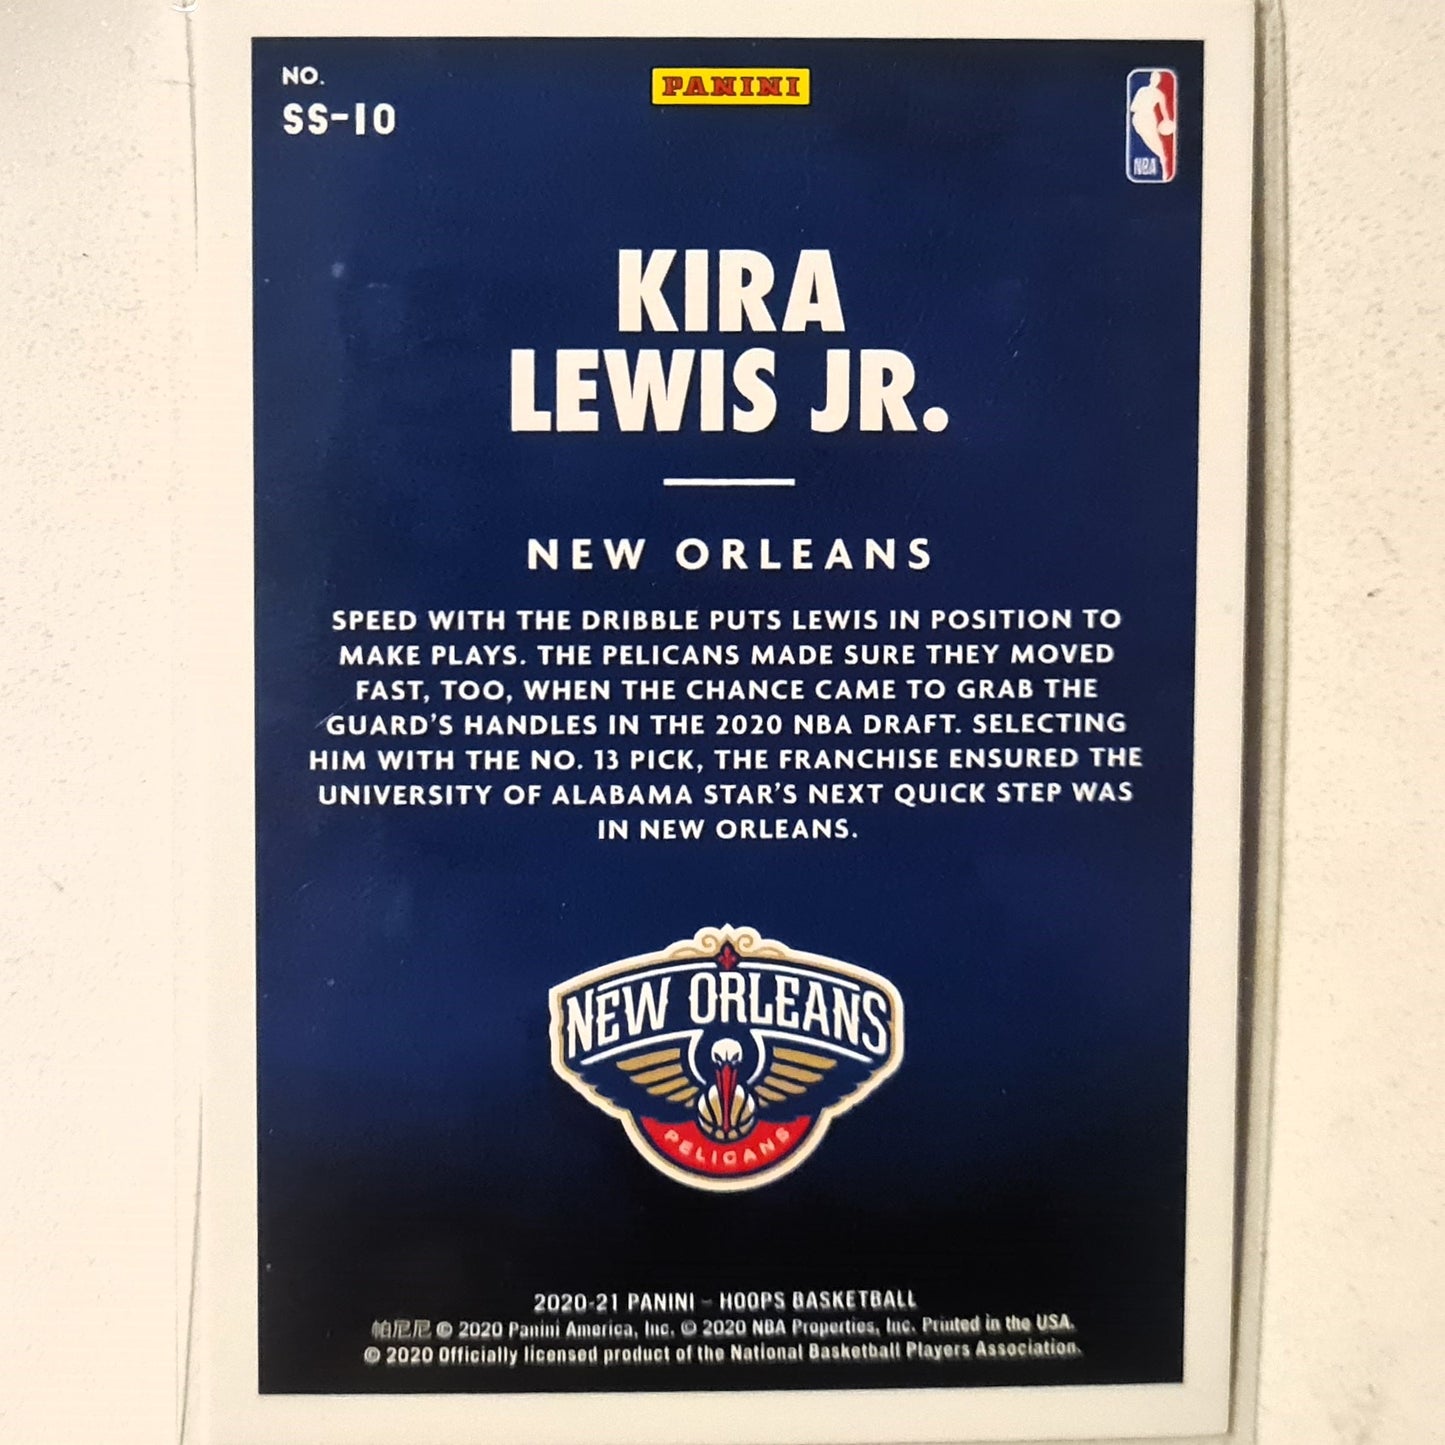 NO.
SS-10
PANINI
NBA
KIRA
LEWIS JR.
NEW ORLEANS
SPEED WITH THE DRIBBLE PUTS LEWIS IN POSITION TO
MAKE PLAYS. THE PELICANS MADE SURE THEY MOVED
FAST, TOO, WHEN THE CHANCE CAME TO GRAB THE
GUARD'S HANDLES IN THE 2020 NBA DRAFT. SELECTING
HIM WITH THE NO. 13 PICK, THE FRANCHISE ENSURED THE
UNIVERSITY OF ALABAMA STAR'S NEXT QUICK STEP WAS
IN NEW ORLEANS.
NEW ORLEANS
PELICANS
2020-21 PANINI – HOOPS BASKETBALL
帕尼尼 © 2020 Panini America, Inc. © 2020 NBA Properties, Inc. Printed in the USA.
© 2020 Officially licensed product of the National Basketball Players Association.